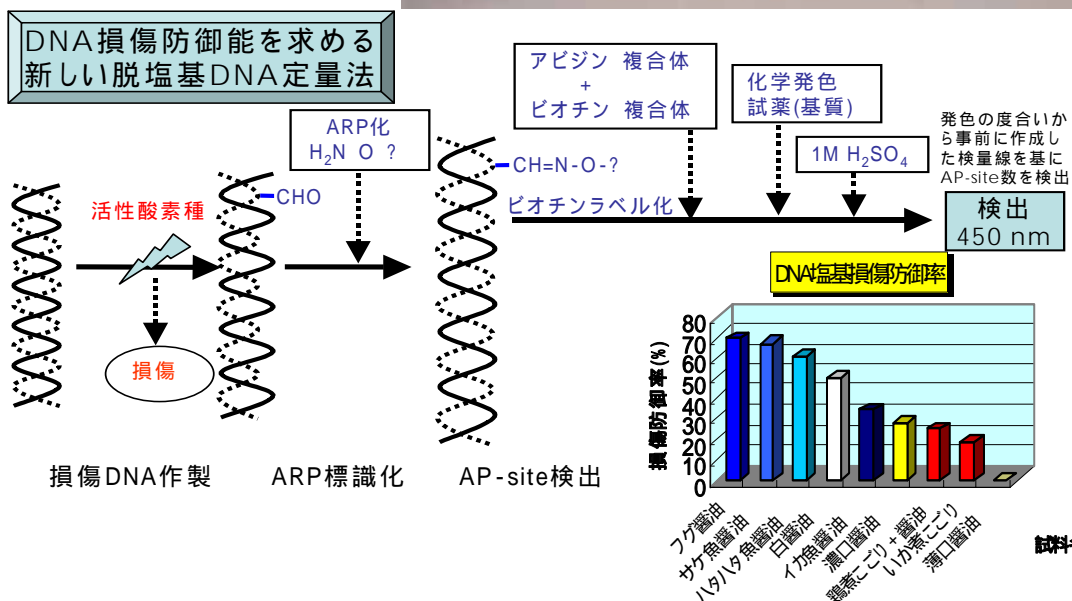 DNA損傷防御能を求める
新しい脱塩基DNA定量法
活性酸素種
損傷
ARP化
H₂N O ?
CHO
CH=N-O-?
ビオチンラベル化
アビジン 複合体
+
ビオチン 複合体
化学発色
試薬(基質)
1M H₂SO₄
発色の度合いか
ら事前に作成し
た検量線を基に
AP-site数を検出
検出
450 nm
損傷DNA作製
ARP標識化
AP-site検出
DNA塩基損傷防御率
損傷防御率(%)
80
70
60
50
40
30
20
10
0
フグ醤油
サケ魚醤油
ハタハタ魚醤油
白醤油
イカ魚醤油
濃口醤油
鶏煮こごり+醤油
いか煮こごり
薄口醤油
試料